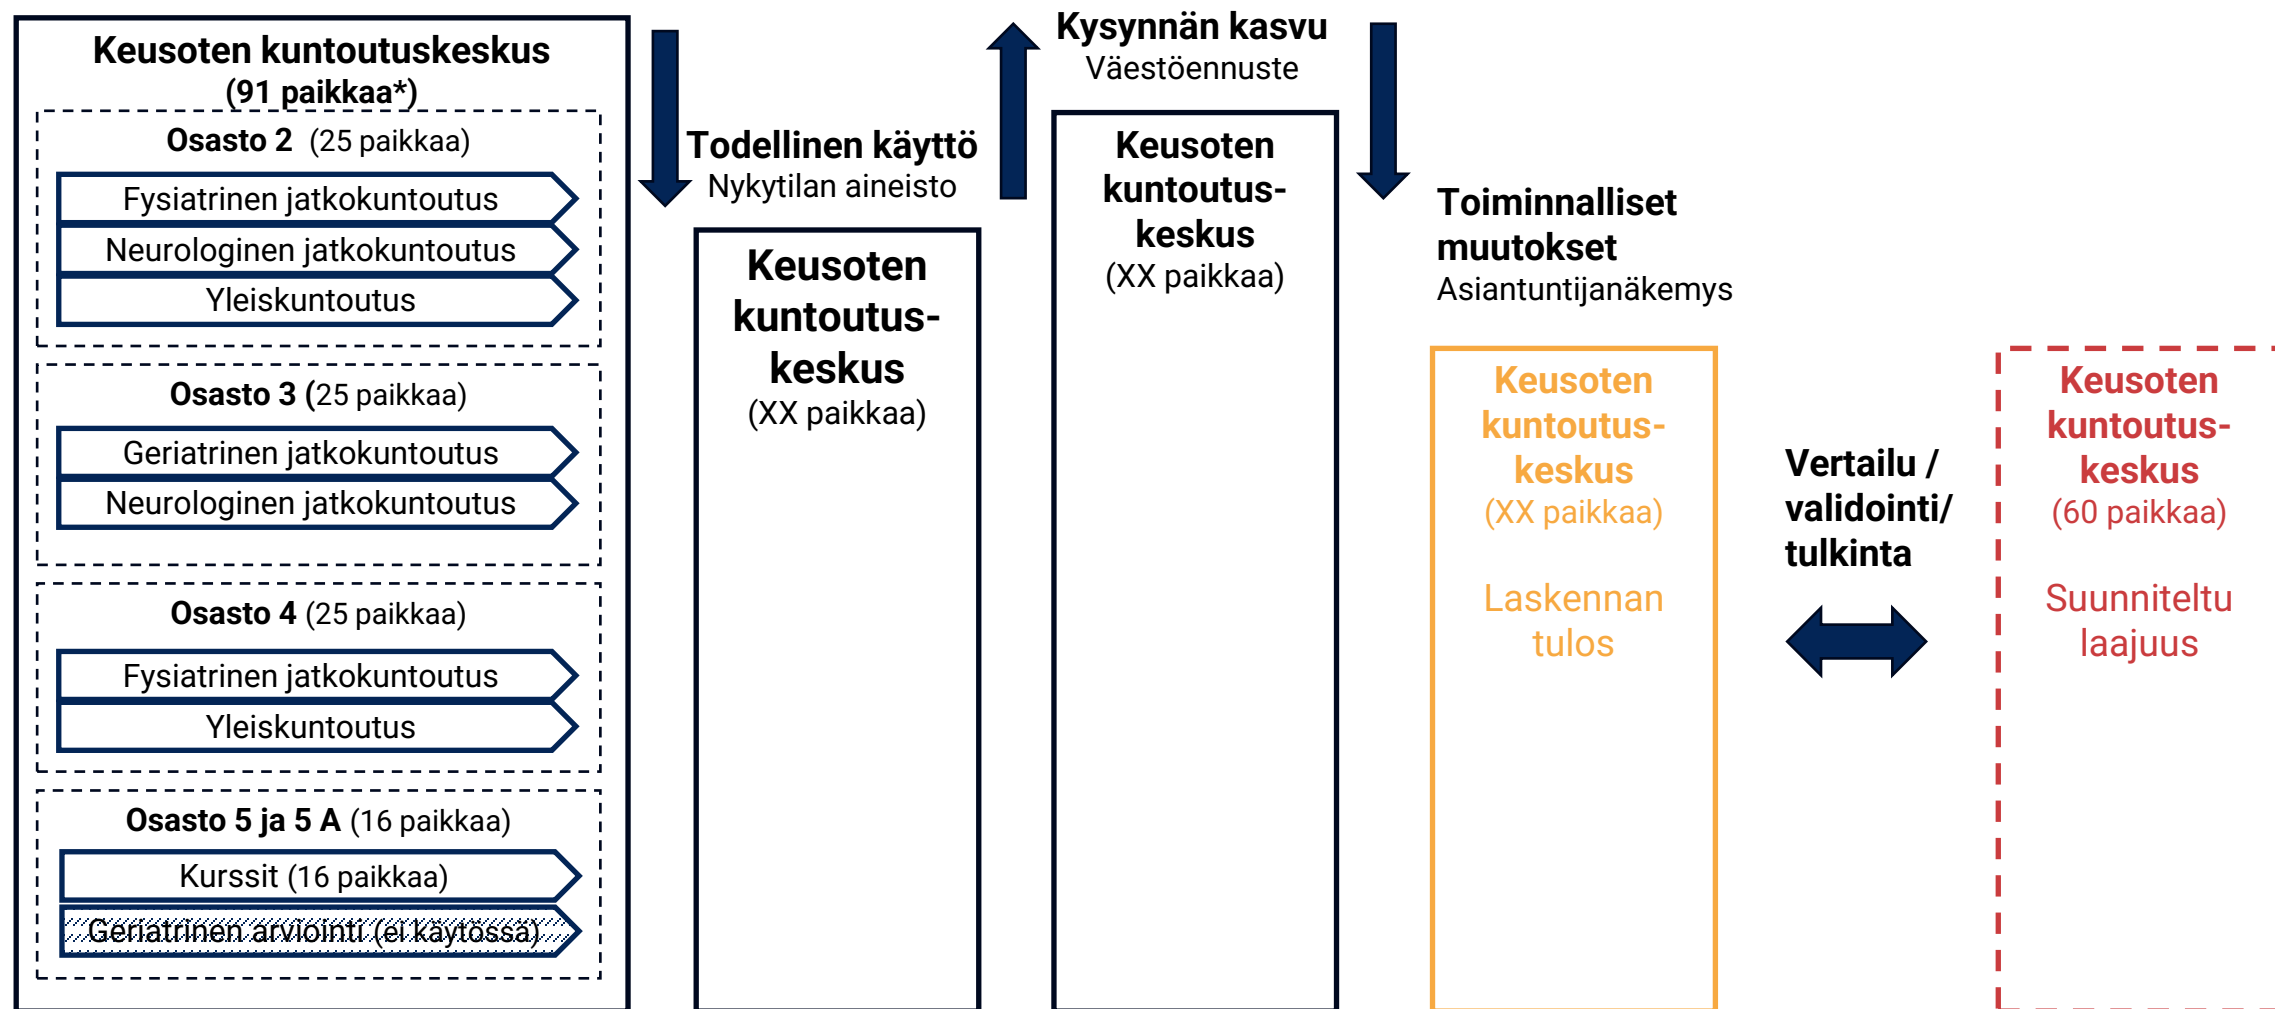 Keusoten kuntoutuskeskus
(91 paikkaa*)
Osasto 2 (25 paikkaa)
Fysiatrinen jatkokuntoutus
Neurologinen jatkokuntoutus
Yleiskuntoutus
Osasto 3 (25 paikkaa)
Geriatrinen jatkokuntoutus
Neurologinen jatkokuntoutus
Osasto 4 (25 paikkaa)
Fysiatrinen jatkokuntoutus
Yleiskuntoutus
Osasto 5 ja 5 A (16 paikkaa)
Kurssit (16 paikkaa)
Geriatrinen arviointi (ei käytössä)
Todellinen käyttö
Nykytilan aineisto
Keusoten
kuntoutus-
keskus
(XX paikkaa)
Kysynnän kasvu
Väestöennuste
Keusoten
kuntoutus-
keskus
(XX paikkaa)
Toiminnalliset
muutokset
Asiantuntijanäkemys
Keusoten
kuntoutus-
keskus
(XX paikkaa)
Laskennan
tulos
Vertailu /
validointi/
tulkinta
Keusoten
kuntoutus-
keskus
(60 paikkaa)
Suunniteltu
laajuus